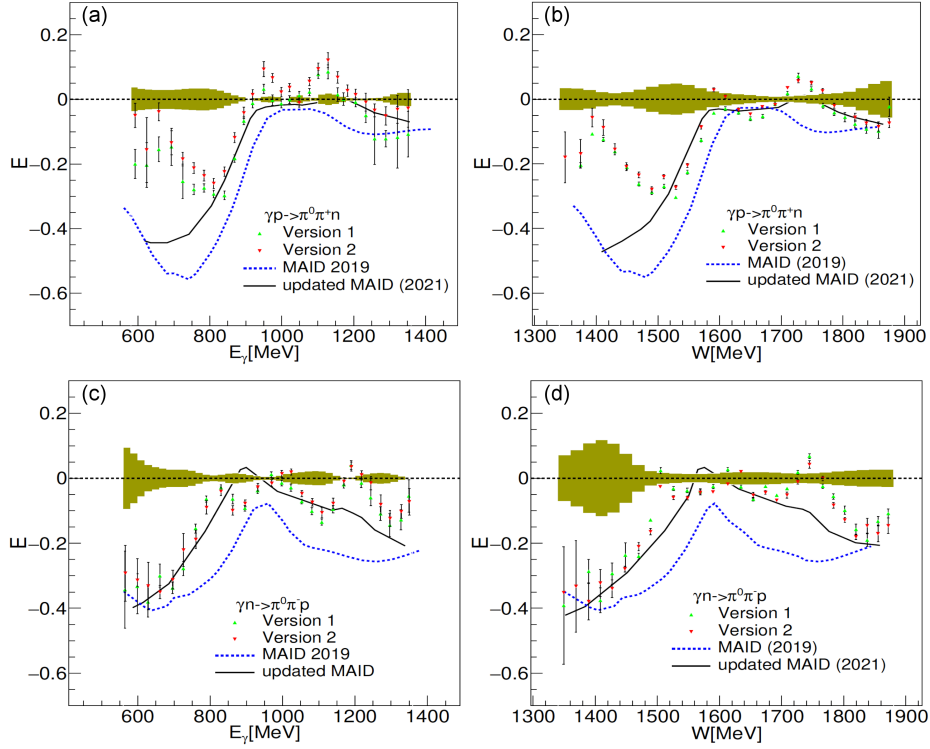 (a)
0.2
0
−0.2
−0.4
−0.6
E
γp->π⁰π⁺n
Version 1
Version 2
MAID 2019
updated MAID (2021)
600 800 1000 1200 1400
Eγ[MeV]
(b)
0.2
0
−0.2
−0.4
−0.6
E
γp->π⁰π⁺n
Version 1
Version 2
MAID (2019)
updated MAID (2021)
1300 1400 1500 1600 1700 1800 1900
W[MeV]
(c)
0.2
0
−0.2
−0.4
−0.6
E
γn->π⁰π⁻p
Version 1
Version 2
MAID 2019
updated MAID
600 800 1000 1200 1400
Eγ[MeV]
(d)
0.2
0
−0.2
−0.4
−0.6
E
γn->π⁰π⁻p
Version 1
Version 2
MAID (2019)
updated MAID (2021)
1300 1400 1500 1600 1700 1800 1900
W[MeV]